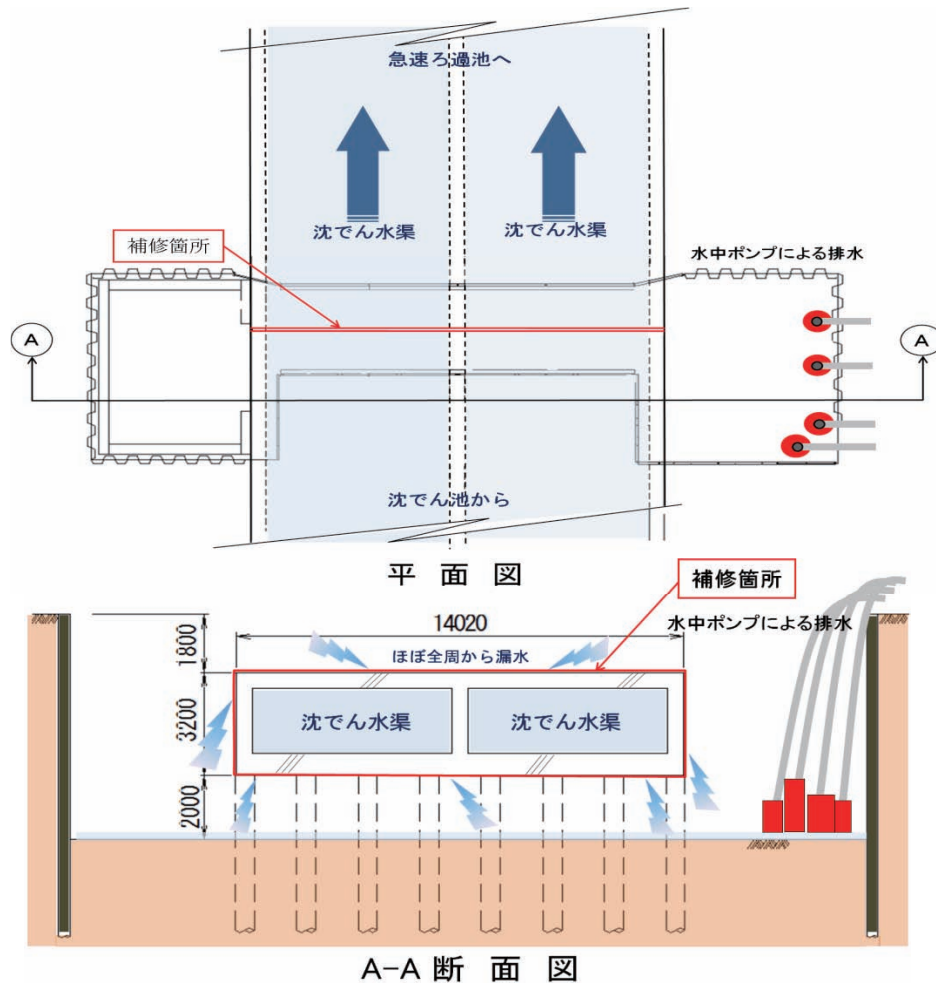 急速ろ過池へ
沈でん水渠
沈でん水渠
補修箇所
水中ポンプによる排水
A
A
沈でん池から
平面図
補修箇所
14020
水中ポンプによる排水
1800
ほぼ全周から漏水
沈でん水渠
沈でん水渠
3200
2000
A-A断面図